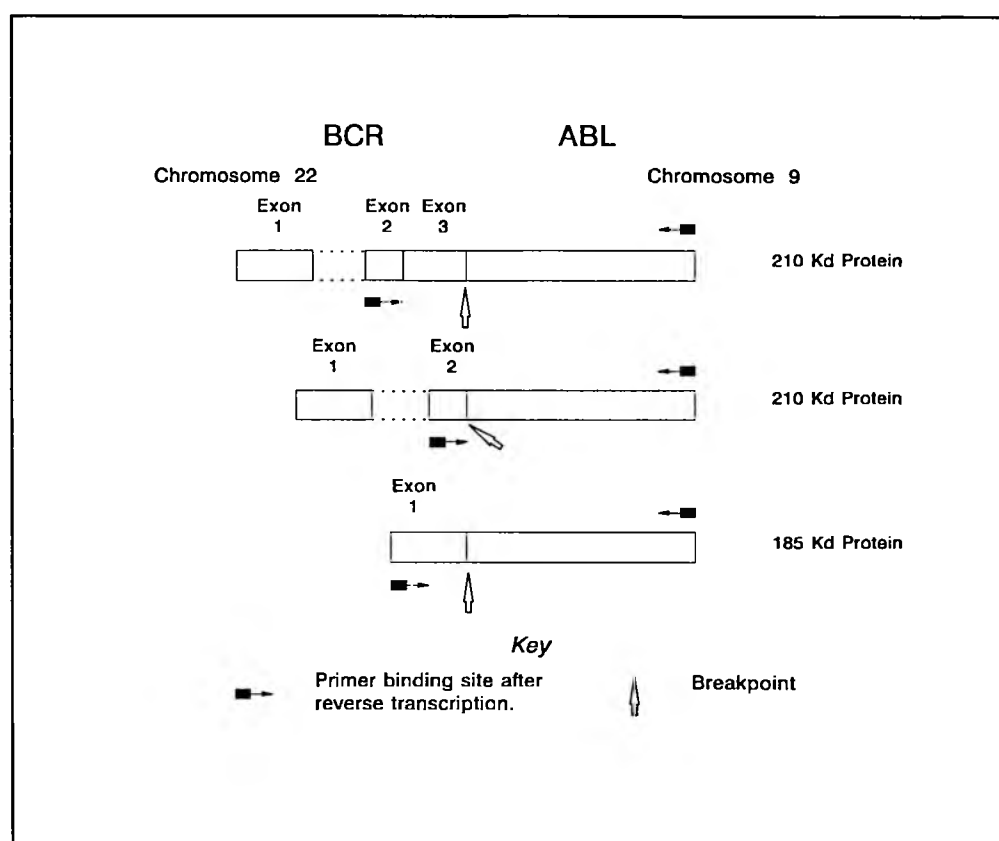 BCR ABL
Chromosome 22 Chromosome 9
Exon Exon Exon
1 2 3
210 Kd Protein
Exon Exon
1 2
210 Kd Protein
Exon
1
185 Kd Protein
Key
Primer binding site after
reverse transcription.
Breakpoint